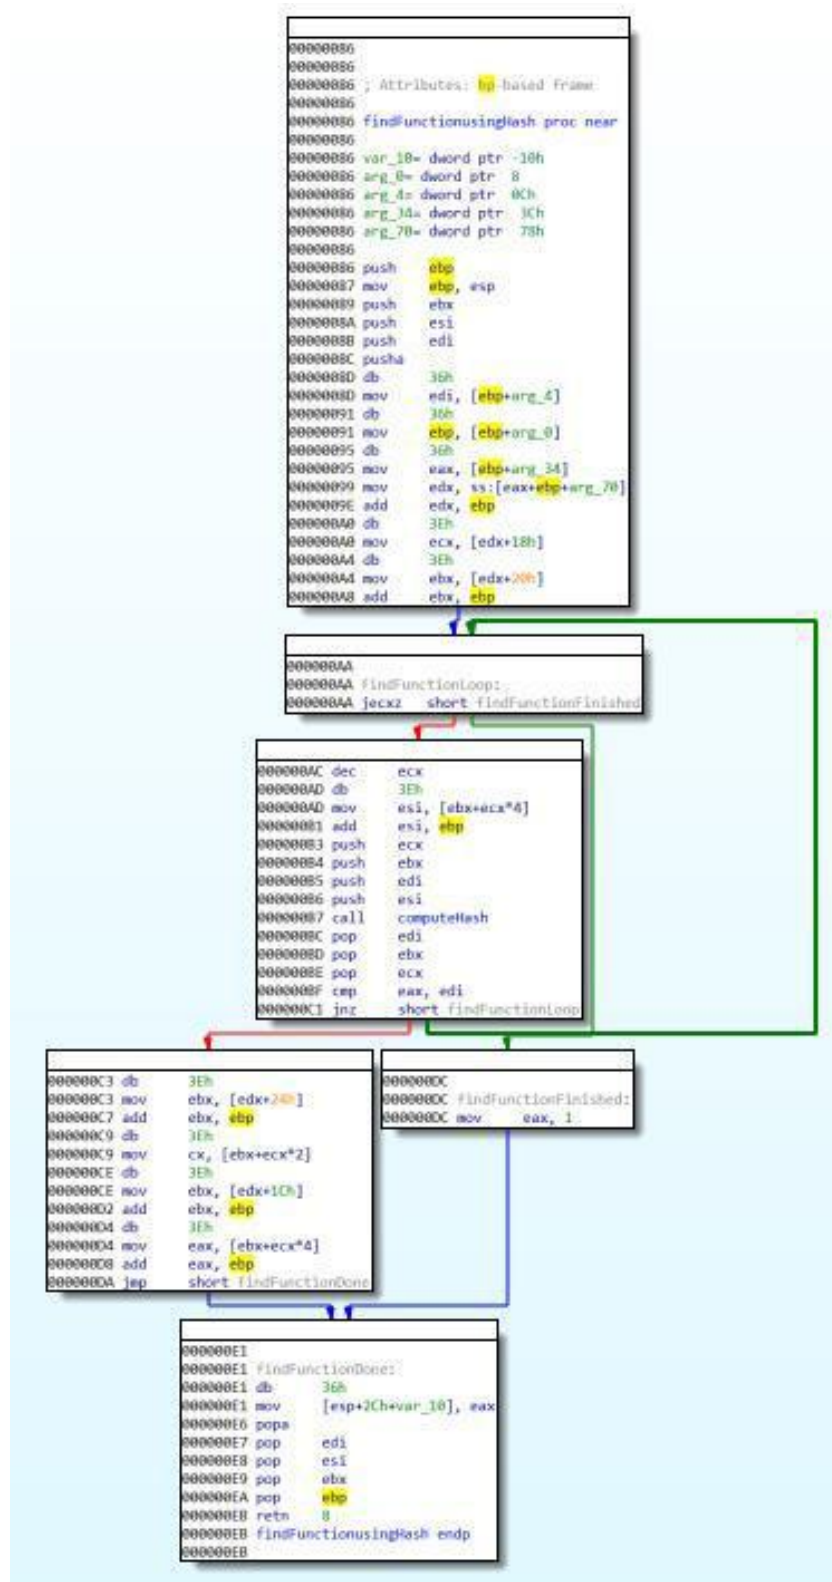 00000086
00000086
00000086 ; Attributes: bp-based frame
00000086
00000086 findFunctionusingHash proc near
00000086
00000086 var_10= dword ptr -10h
00000086 arg_0= dword ptr  8
00000086 arg_4= dword ptr  0Ch
00000086 arg_34= dword ptr  3Ch
00000086 arg_70= dword ptr  78h
00000086
00000086 push    ebp
00000087 mov     ebp, esp
00000089 push    ebx
0000008A push    esi
0000008B push    edi
0000008C pusha
0000008D db      36h
0000008D mov     edi, [ebp+arg_4]
00000091 db      36h
00000091 mov     ebp, [ebp+arg_0]
00000095 db      36h
00000095 mov     eax, [ebp+arg_34]
00000099 mov     edx, ss:[eax+ebp+arg_70]
0000009E add     edx, ebp
000000A0 db      3Eh
000000A0 mov     ecx, [edx+18h]
000000A4 db      3Eh
000000A4 mov     ebx, [edx+20h]
000000A8 add     ebx, ebp
000000AA
000000AA findFunctionLoop:
000000AA jecxz   short findFunctionFinished
000000AC dec     ecx
000000AD db      3Eh
000000AD mov     esi, [ebx+ecx*4]
000000B1 add     esi, ebp
000000B3 push    ecx
000000B4 push    ebx
000000B5 push    edi
000000B6 push    esi
000000B7 call    computeHash
000000BC pop     edi
000000BD pop     ebx
000000BE pop     ecx
000000BF cmp     eax, edi
000000C1 jnz     short findFunctionLoop
000000C3 db      3Eh
000000C3 mov     ebx, [edx+24h]
000000C7 add     ebx, ebp
000000C9 db      3Eh
000000C9 mov     cx, [ebx+ecx*2]
000000CE db      3Eh
000000CE mov     ebx, [edx+1Ch]
000000D2 add     ebx, ebp
000000D4 db      3Eh
000000D4 mov     eax, [ebx+ecx*4]
000000D8 add     eax, ebp
000000DA jmp     short findFunctionDone
000000DC
000000DC findFunctionFinished:
000000DC mov     eax, 1
000000E1
000000E1 findFunctionDone:
000000E1 db      36h
000000E1 mov     [esp+2Ch+var_10], eax
000000E6 popa
000000E7 pop     edi
000000E8 pop     esi
000000E9 pop     ebx
000000EA pop     ebp
000000EB retn    8
000000EB findFunctionusingHash endp
000000EB